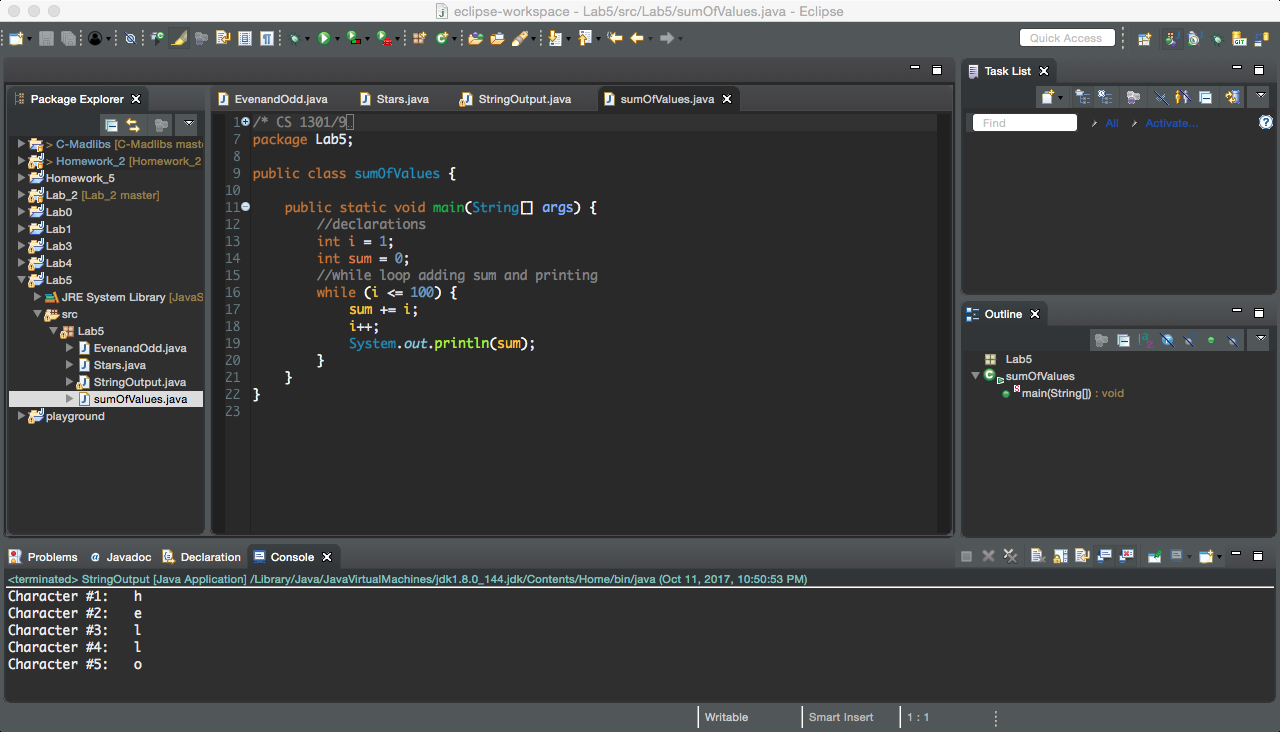 eclipse-workspace - Lab5/src/Lab5/sumOfValues.java - Eclipse
Quick Access
Package Explorer
> C-Madlibs [C-Madlibs mast
> Homework_2 [Homework_2
Homework_5
Lab_2 [Lab_2 master]
Lab0
Lab1
Lab3
Lab4
Lab5
JRE System Library [JavaS
src
Lab5
EvenandOdd.java
Stars.java
StringOutput.java
sumOfValues.java
playground
EvenandOdd.java Stars.java StringOutput.java sumOfValues.java
1 /* CS 1301/9
7 package Lab5;
8
9 public class sumOfValues {
10
11 public static void main(String[] args) {
12 //declarations
13 int i = 1;
14 int sum = 0;
15 //while loop adding sum and printing
16 while (i <= 100) {
17 sum += i;
18 i++;
19 System.out.println(sum);
20 }
21 }
22 }
23
Task List
Find All Activate...
Outline
Lab5
sumOfValues
main(String[]) : void
Problems @ Javadoc Declaration Console
<terminated> StringOutput [Java Application] /Library/Java/JavaVirtualMachines/jdk1.8.0_144.jdk/Contents/Home/bin/java (Oct 11, 2017, 10:50:53 PM)
Character #1: h
Character #2: e
Character #3: l
Character #4: l
Character #5: o
Writable Smart Insert 1 : 1